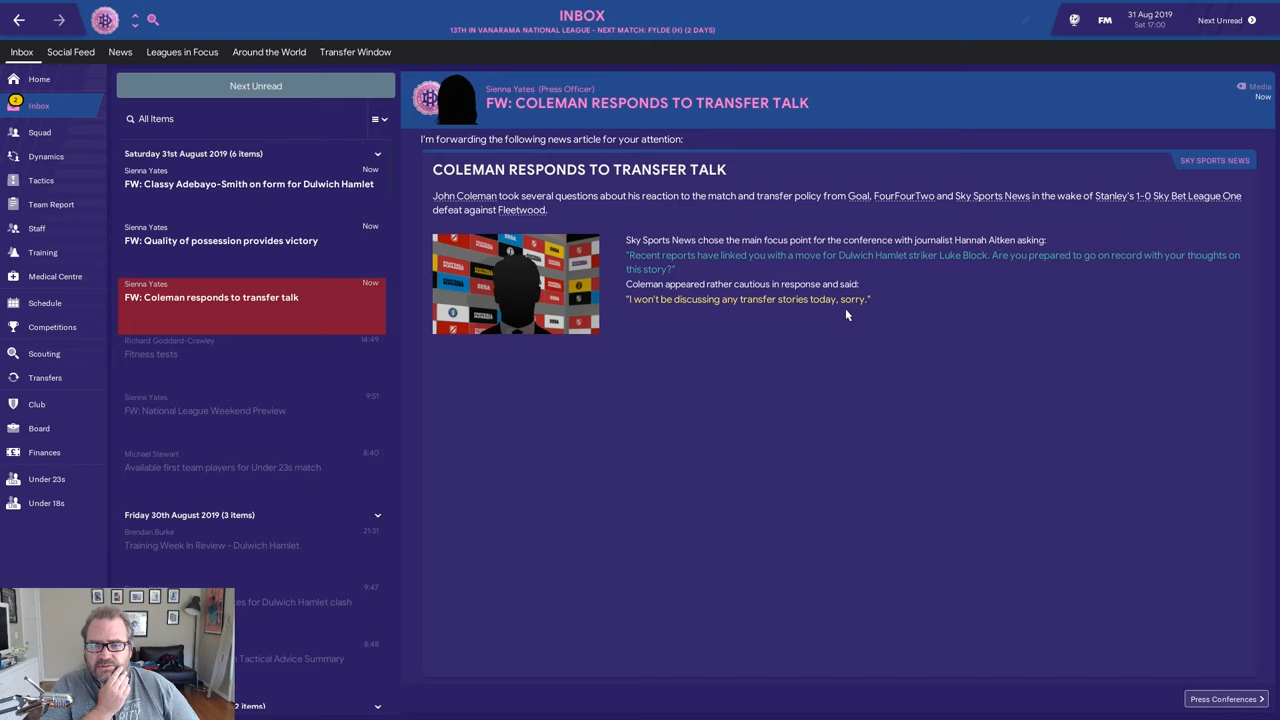 INBOX
13TH IN VANARAMA NATIONAL LEAGUE - NEXT MATCH: FYLDE (H) (2 DAYS)
FM
31 Aug 2019
Sat 17:00
Next Unread
Inbox
Social Feed
News
Leagues in Focus
Around the World
Transfer Window
Home
2
Inbox
Squad
Dynamics
Tactics
Team Report
Staff
Training
Medical Centre
Schedule
Competitions
Scouting
Transfers
Club
Board
Finances
Under 23s
Under 18s
Next Unread
All Items
Saturday 31st August 2019 (6 items)
Sienna Yates Now
FW: Classy Adebayo-Smith on form for Dulwich Hamlet
Sienna Yates Now
FW: Quality of possession provides victory
Sienna Yates Now
FW: Coleman responds to transfer talk
Richard Goddard-Crawley 14:49
Fitness tests
Sienna Yates 9:51
FW: National League Weekend Preview
Michael Stewart 8:40
Available first team players for Under 23s match
Friday 30th August 2019 (3 items)
Brendan Burke 21:31
Training Week In Review - Dulwich Hamlet
9:47
for Dulwich Hamlet clash
8:48
Tactical Advice Summary
items)
Sienna Yates (Press Officer)
FW: COLEMAN RESPONDS TO TRANSFER TALK
Media
Now
I'm forwarding the following news article for your attention:
SKY SPORTS NEWS
COLEMAN RESPONDS TO TRANSFER TALK
John Coleman took several questions about his reaction to the match and transfer policy from Goal, FourFourTwo and Sky Sports News in the wake of Stanley's 1-0 Sky Bet League One
defeat against Fleetwood.
Sky Sports News chose the main focus point for the conference with journalist Hannah Aitken asking:
"Recent reports have linked you with a move for Dulwich Hamlet striker Luke Block. Are you prepared to go on record with your thoughts on
this story?"
Coleman appeared rather cautious in response and said:
"I won't be discussing any transfer stories today, sorry."
Press Conferences